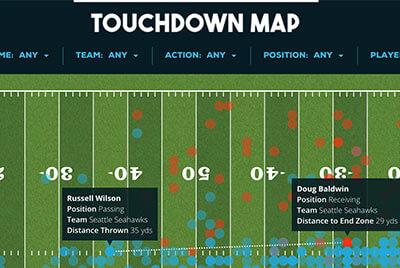 TOUCHDOWN MAP
ME: ANY TEAM: ANY ACTION: ANY POSITION: ANY PLAYE
30 40 50 40 30
Russell Wilson
Position Passing
Team Seattle Seahawks
Distance Thrown 35 yds
Doug Baldwin
Position Receiving
Team Seattle Seahawks
Distance to End Zone 29 yds